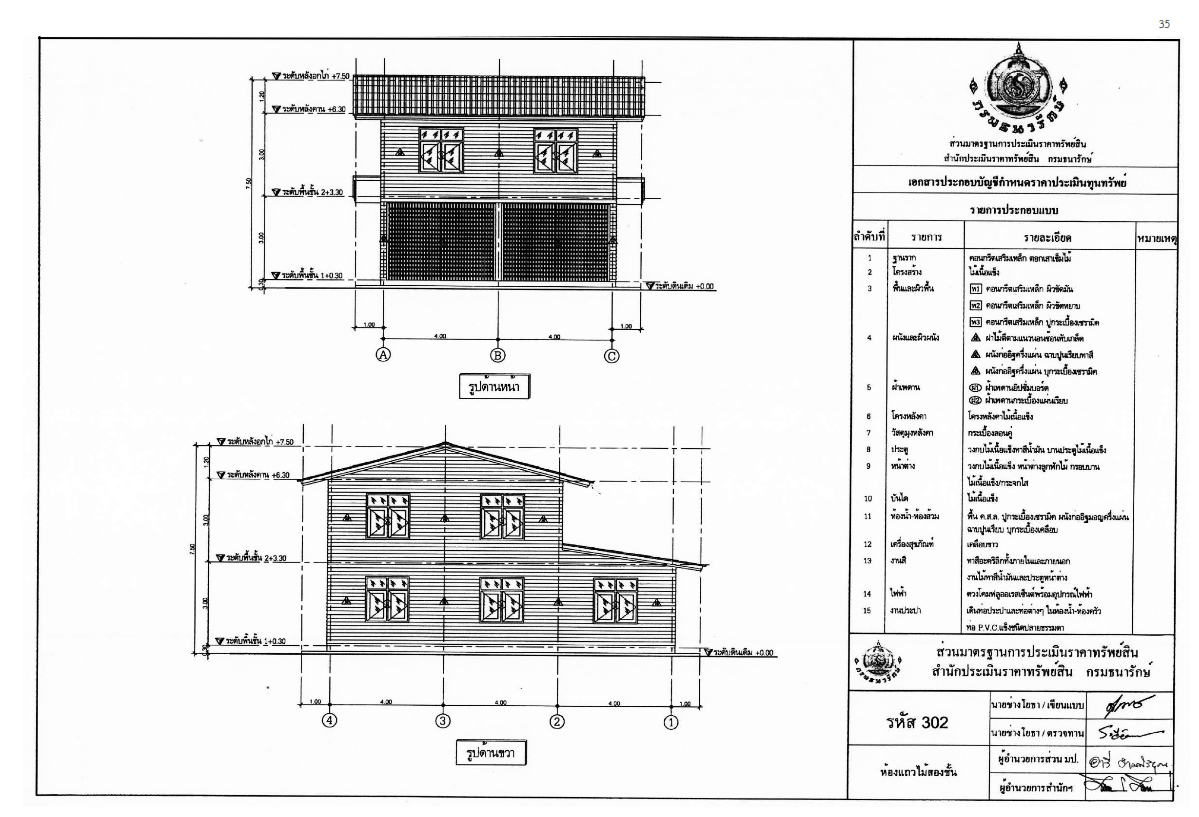 35
ระดับหลังอกไก่ +7.50
1.20
ระดับหลังคาน +6.30
3.00
7.50
ระดับพื้นชั้น 2+3.30
3.00
ระดับพื้นชั้น 1+0.30
0.30
ระดับดินเดิม +0.00
1.00 4.00 4.00 1.00
A B C
รูปด้านหน้า
ระดับหลังอกไก่ +7.50
1.20
ระดับหลังคาน +6.30
3.00
7.50
ระดับพื้นชั้น 2+3.30
3.00
ระดับพื้นชั้น 1+0.30
ระดับดินเดิม +0.00
1.00 4.00 4.00 4.00 1.00
4 3 2 1
รูปด้านขวา
กรมธนารักษ์
ส่วนมาตรฐานการประเมินราคาทรัพย์สิน
สำนักประเมินราคาทรัพย์สิน กรมธนารักษ์
เอกสารประกอบบัญชีกำหนดราคาประเมินทุนทรัพย์
รายการประกอบแบบ
ลำดับที่ รายการ รายละเอียด หมายเหตุ
1 ฐานราก คอนกรีตเสริมเหล็ก ตอกเสาเข็มไม้
2 โครงสร้าง ไม้เนื้อแข็ง
3 พื้นและผิวพื้น พ1 คอนกรีตเสริมเหล็ก ผิวขัดมัน
พ2 คอนกรีตเสริมเหล็ก ผิวขัดหยาบ
พ3 คอนกรีตเสริมเหล็ก ปูกระเบื้องเซรามิค
4 ผนังและผิวผนัง ฝาไม้ตีตามแนวนอนซ้อนทับเกล็ด
ผนังก่ออิฐครึ่งแผ่น ฉาบปูนเรียบทาสี
ผนังก่ออิฐครึ่งแผ่น บุกระเบื้องเซรามิค
5 ฝ้าเพดาน ฝ้าเพดานยิปซั่มบอร์ด
ฝ้าเพดานกระเบื้องแผ่นเรียบ
6 โครงหลังคา โครงหลังคาไม้เนื้อแข็ง
7 วัสดุมุงหลังคา กระเบื้องลอนคู่
8 ประตู วงกบไม้เนื้อแข็งทาสีน้ำมัน บานประตูไม้เนื้อแข็ง
9 หน้าต่าง วงกบไม้เนื้อแข็ง หน้าต่างลูกฟักไม้ กรอบบาน
ไม้เนื้อแข็ง/กระจกใส
10 บันได ไม้เนื้อแข็ง
11 ห้องน้ำ-ห้องส้วม พื้น ค.ส.ล. ปูกระเบื้องเซรามิค ผนังก่ออิฐมอญครึ่งแผ่น
ฉาบปูนเรียบ บุกระเบื้องเคลือบ
12 เครื่องสุขภัณฑ์ เคลือบขาว
13 งานสี ทาสีอะคริลิกทั้งภายในและภายนอก
งานไม้ทาสีน้ำมันและประตูหน้าต่าง
14 ไฟฟ้า ดวงโคมฟลูออเรสเซ็นต์พร้อมอุปกรณ์ไฟฟ้า
15 งานประปา เดินท่อประปาและท่อต่างๆ ในห้องน้ำ-ห้องครัว
ท่อ P.V.C.แข็งชนิดปลายธรรมดา
กรมธนารักษ์
ส่วนมาตรฐานการประเมินราคาทรัพย์สิน
สำนักประเมินราคาทรัพย์สิน กรมธนารักษ์
รหัส 302
นายช่างโยธา / เขียนแบบ
นายช่างโยธา / ตรวจทาน
ห้องแถวไม้สองชั้น
ผู้อำนวยการส่วน มป.
ผู้อำนวยการสำนักฯ